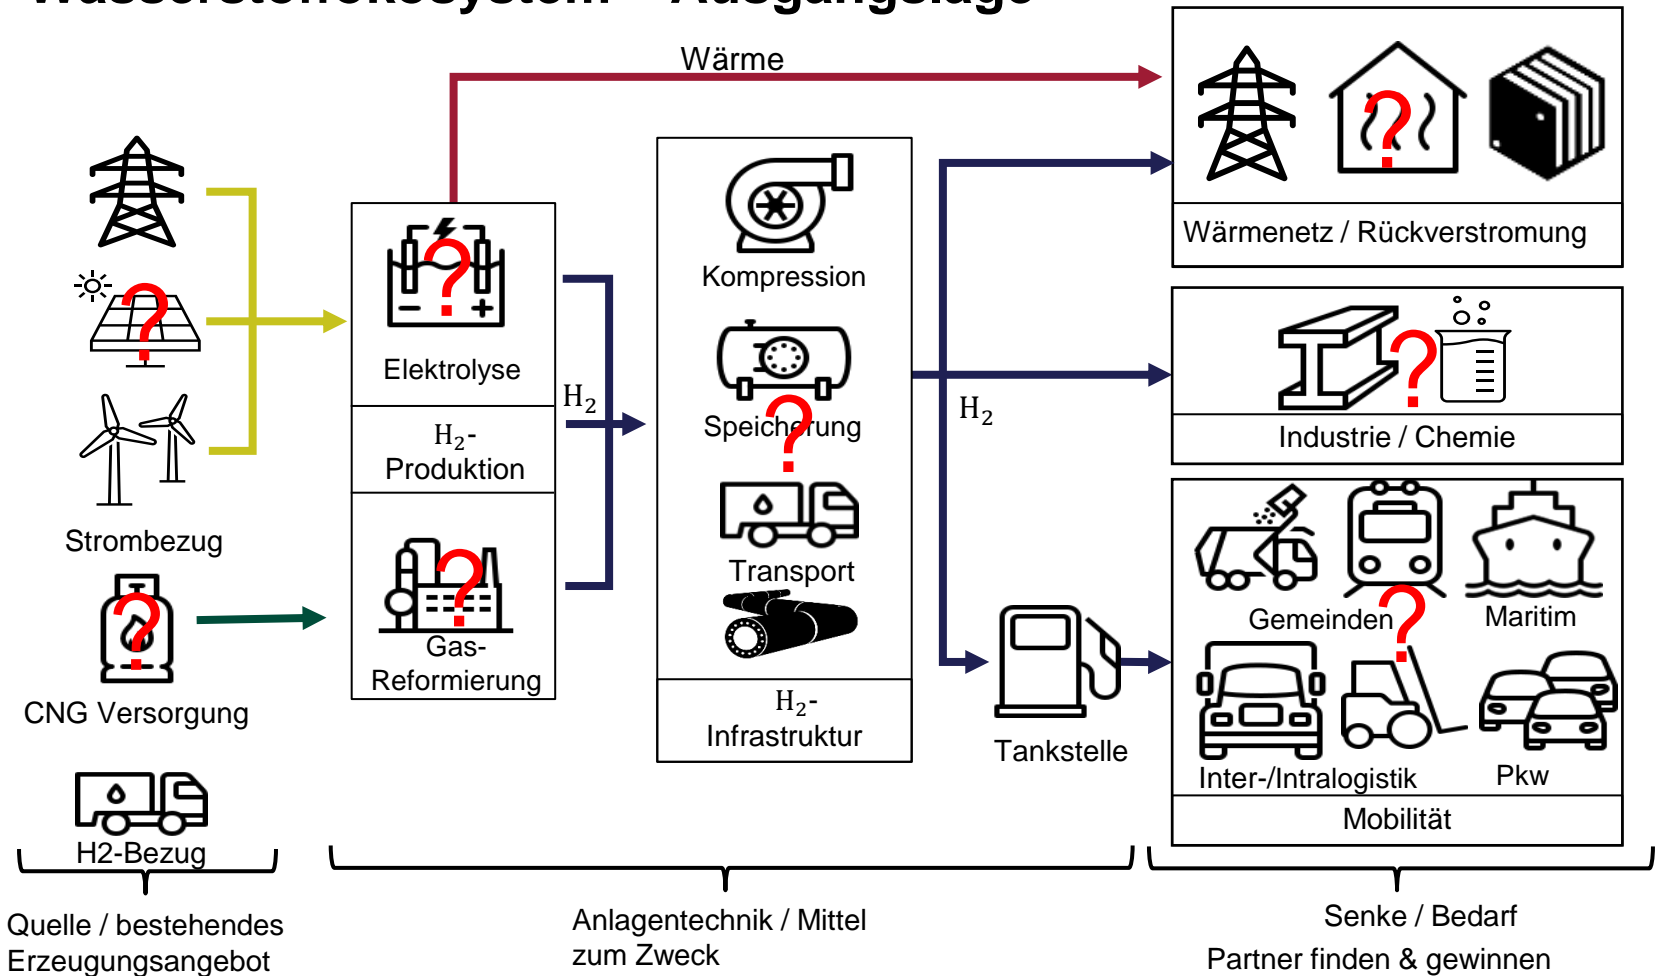 Wasserstoffökosystem – Ausgangslage
Wärme
Strombezug
CNG Versorgung
H2-Bezug
Elektrolyse
H₂-
Produktion
Gas-
Reformierung
H₂
Kompression
Speicherung
Transport
H₂-
Infrastruktur
H₂
Tankstelle
Wärmenetz / Rückverstromung
Industrie / Chemie
Gemeinden
Maritim
Inter-/Intralogistik
Pkw
Mobilität
Quelle / bestehendes
Erzeugungsangebot
Anlagentechnik / Mittel
zum Zweck
Senke / Bedarf
Partner finden & gewinnen
?
?
?
?
?
?
?
?